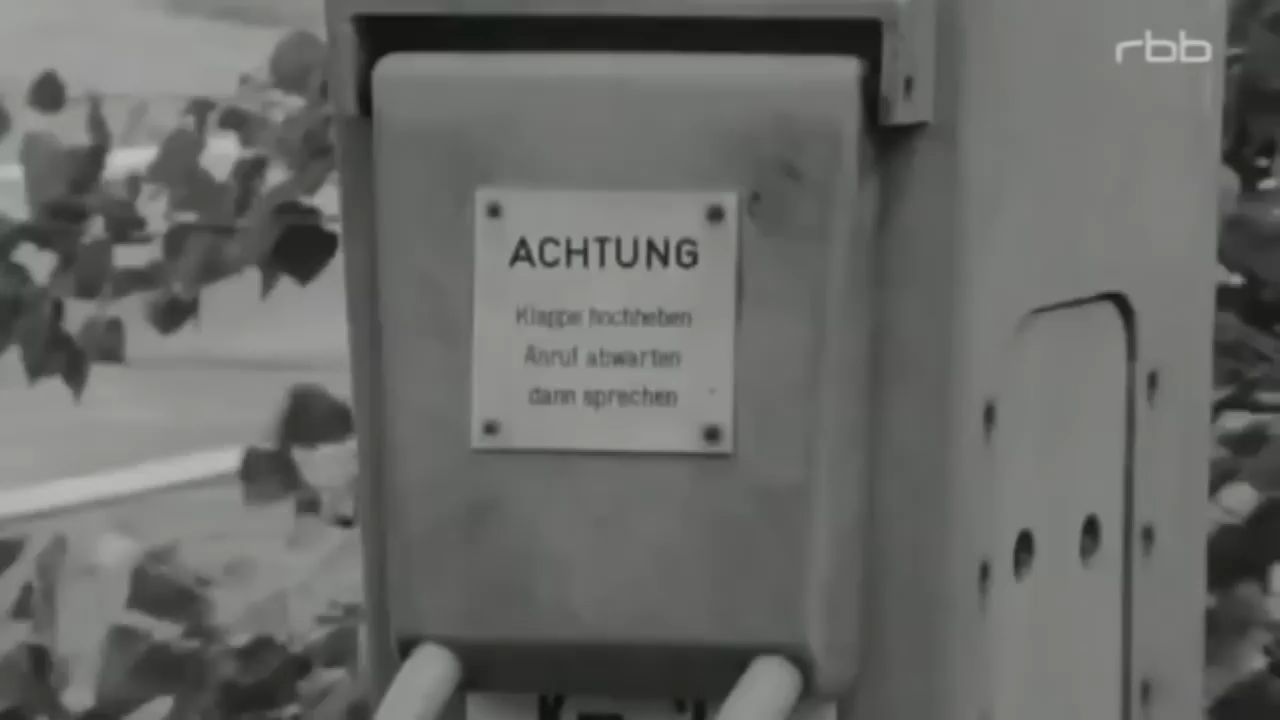 rbb
ACHTUNG
Klappe hochheben
Anruf abwarten
dann sprechen